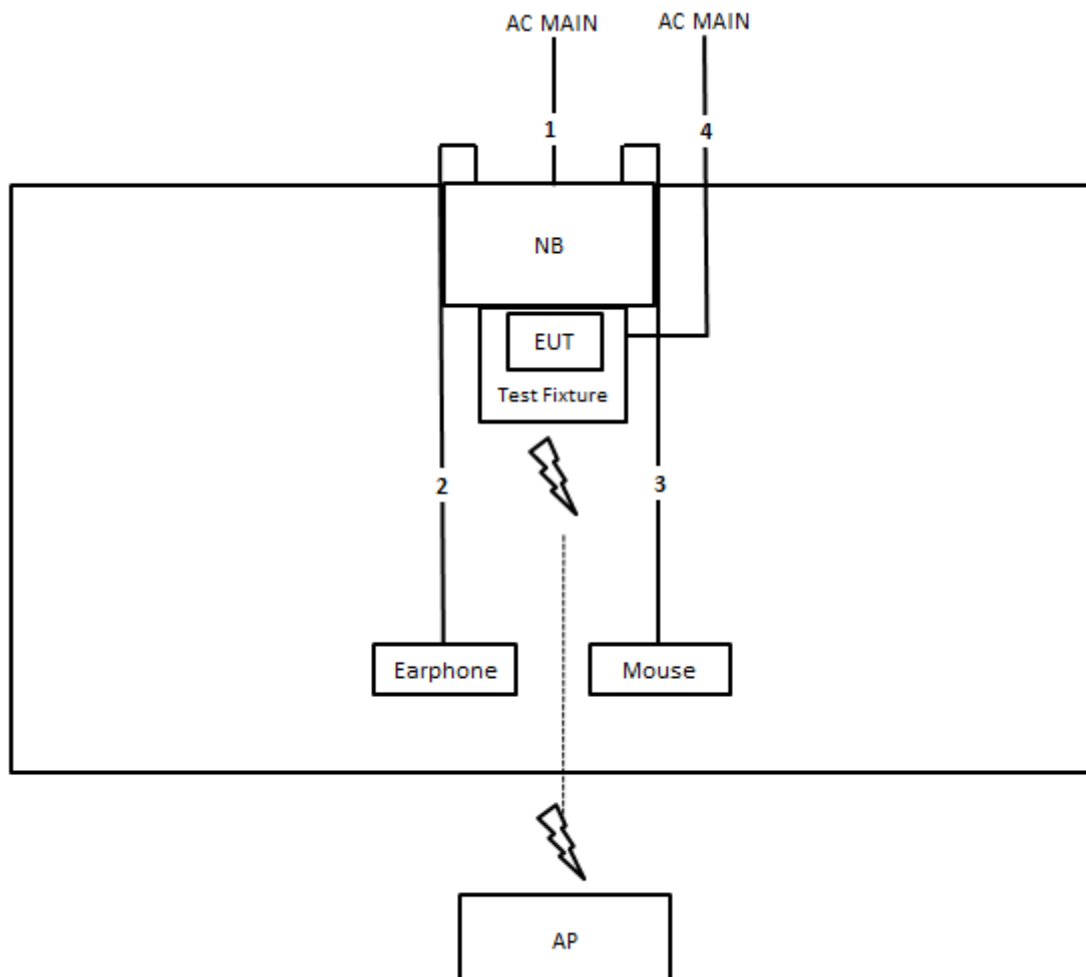 AC MAIN
AC MAIN
1
4
NB
EUT
Test Fixture
2
3
Earphone
Mouse
AP